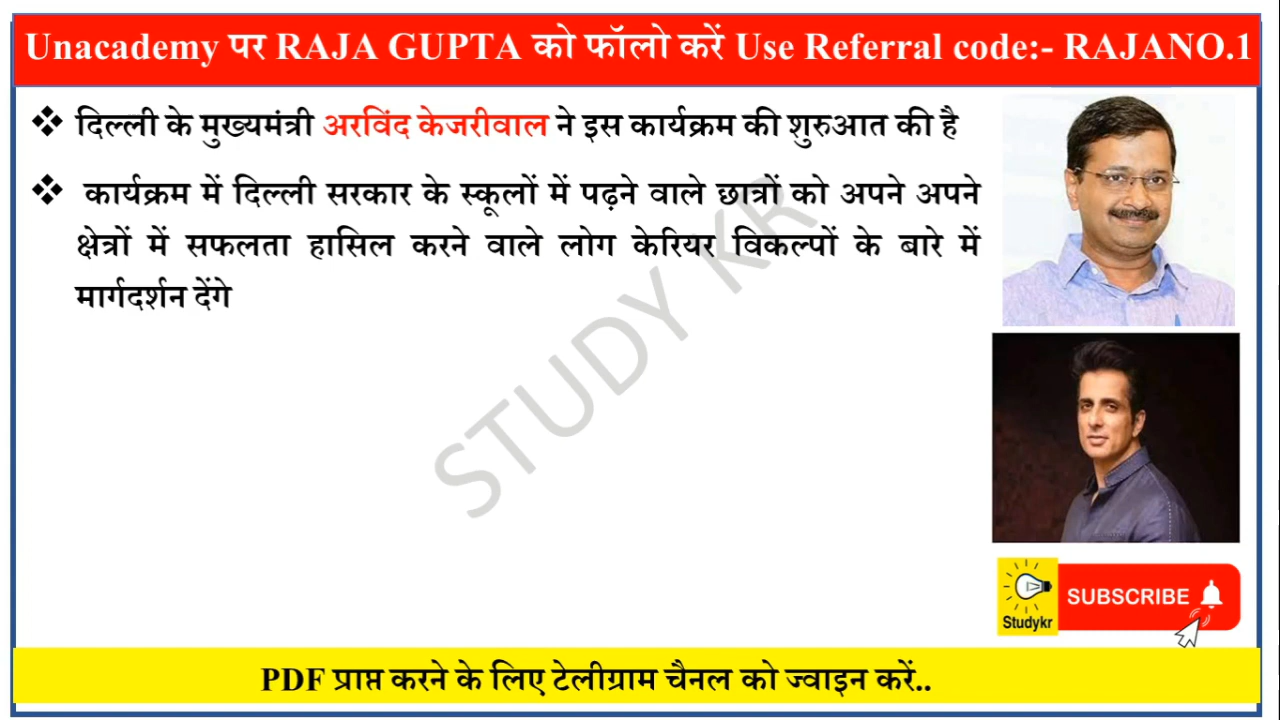 Unacademy पर RAJA GUPTA को फॉलो करें Use Referral code:- RAJANO.1
❖ दिल्ली के मुख्यमंत्री अरविंद केजरीवाल ने इस कार्यक्रम की शुरुआत की है
❖ कार्यक्रम में दिल्ली सरकार के स्कूलों में पढ़ने वाले छात्रों को अपने अपने
क्षेत्रों में सफलता हासिल करने वाले लोग केरियर विकल्पों के बारे में
मार्गदर्शन देंगे
STUDY KR
SUBSCRIBE
Studykr
PDF प्राप्त करने के लिए टेलीग्राम चैनल को ज्वाइन करें..